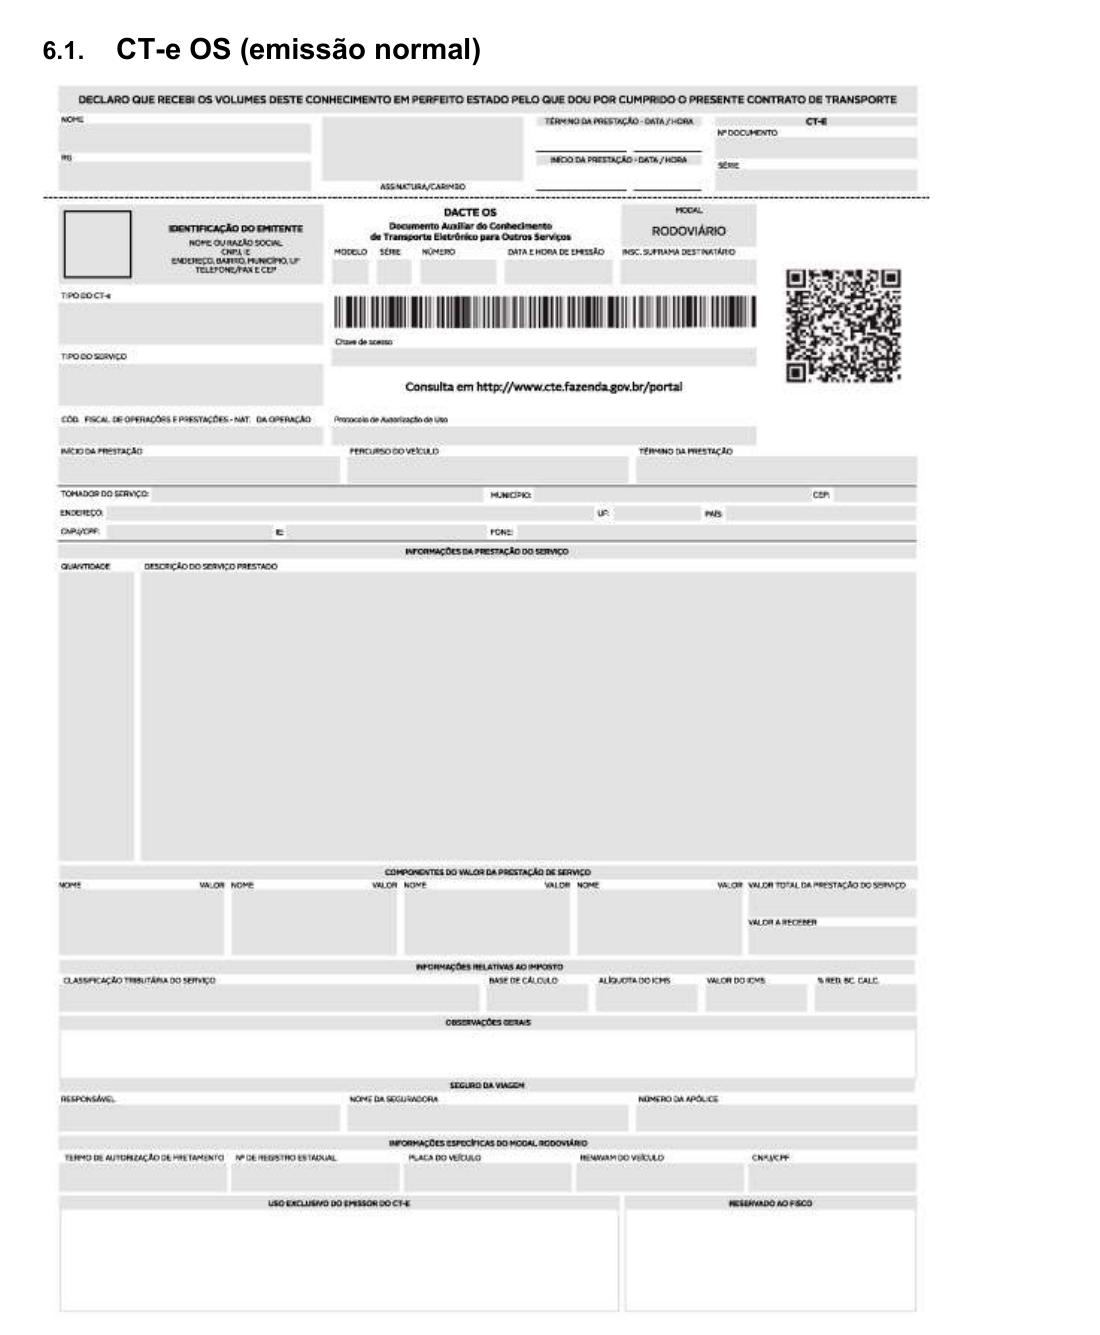 6.1. CT-e OS (emissão normal)
DECLARO QUE RECEBI OS VOLUMES DESTE CONHECIMENTO EM PERFEITO ESTADO PELO QUE DOU POR CUMPRIDO O PRESENTE CONTRATO DE TRANSPORTE
NOME
RG
ASSINATURA/CARIMBO
TÉRMINO DA PRESTAÇÃO - DATA / HORA
INÍCIO DA PRESTAÇÃO - DATA / HORA
CT-E
Nº DOCUMENTO
SÉRIE
IDENTIFICAÇÃO DO EMITENTE
NOME OU RAZÃO SOCIAL
CNPJ, IE
ENDEREÇO, BAIRRO, MUNICÍPIO, UF
TELEFONE/FAX E CEP
DACTE OS
Documento Auxiliar do Conhecimento
de Transporte Eletrônico para Outros Serviços
MODAL
RODOVIÁRIO
MODELO SÉRIE NÚMERO DATA E HORA DE EMISSÃO INSC. SUFRAMA DESTINATÁRIO
TIPO DO CT-e
Chave de acesso
TIPO DO SERVIÇO
Consulta em http://www.cte.fazenda.gov.br/portal
CÓD. FISCAL DE OPERAÇÕES E PRESTAÇÕES - NAT. DA OPERAÇÃO
Protocolo de Autorização de Uso
INÍCIO DA PRESTAÇÃO PERCURSO DO VEÍCULO TÉRMINO DA PRESTAÇÃO
TOMADOR DO SERVIÇO: MUNICÍPIO: CEP:
ENDEREÇO: UF: PAÍS
CNPJ/CPF: IE: FONE:
INFORMAÇÕES DA PRESTAÇÃO DO SERVIÇO
QUANTIDADE DESCRIÇÃO DO SERVIÇO PRESTADO
COMPONENTES DO VALOR DA PRESTAÇÃO DE SERVIÇO
NOME VALOR NOME VALOR NOME VALOR NOME VALOR VALOR TOTAL DA PRESTAÇÃO DO SERVIÇO
VALOR A RECEBER
INFORMAÇÕES RELATIVAS AO IMPOSTO
CLASSIFICAÇÃO TRIBUTÁRIA DO SERVIÇO BASE DE CÁLCULO ALÍQUOTA DO ICMS VALOR DO ICMS % RED. BC. CALC.
OBSERVAÇÕES GERAIS
SEGURO DA VIAGEM
RESPONSÁVEL NOME DA SEGURADORA NÚMERO DA APÓLICE
INFORMAÇÕES ESPECÍFICAS DO MODAL RODOVIÁRIO
TERMO DE AUTORIZAÇÃO DE FRETAMENTO Nº DE REGISTRO ESTADUAL PLACA DO VEÍCULO RENAVAM DO VEÍCULO CNPJ/CPF
USO EXCLUSIVO DO EMISSOR DO CT-E RESERVADO AO FISCO